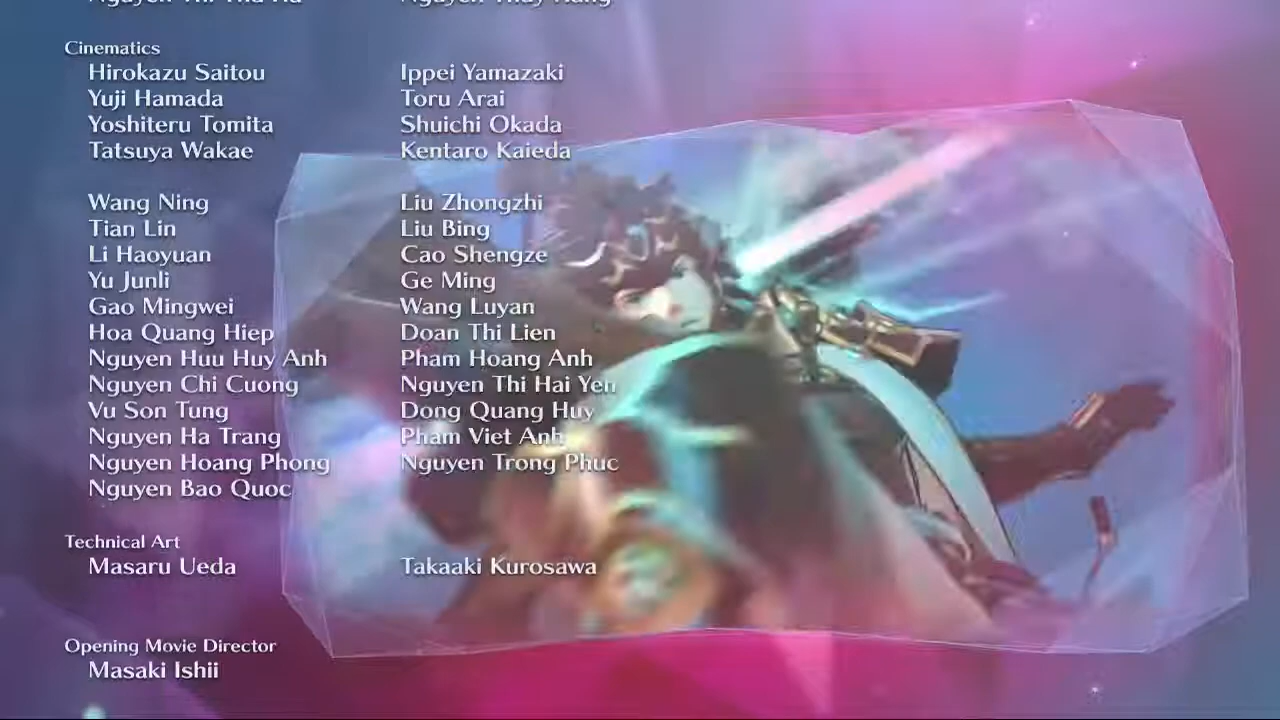 Cinematics
Hirokazu Saitou Ippei Yamazaki
Yuji Hamada Toru Arai
Yoshiteru Tomita Shuichi Okada
Tatsuya Wakae Kentaro Kaieda
Wang Ning Liu Zhongzhi
Tian Lin Liu Bing
Li Haoyuan Cao Shengze
Yu Junli Ge Ming
Gao Mingwei Wang Luyan
Hoa Quang Hiep Doan Thi Lien
Nguyen Huu Huy Anh Pham Hoang Anh
Nguyen Chi Cuong Nguyen Thi Hai Yen
Vu Son Tung Dong Quang Huy
Nguyen Ha Trang Pham Viet Anh
Nguyen Hoang Phong Nguyen Trong Phuc
Nguyen Bao Quoc
Technical Art
Masaru Ueda Takaaki Kurosawa
Opening Movie Director
Masaki Ishii